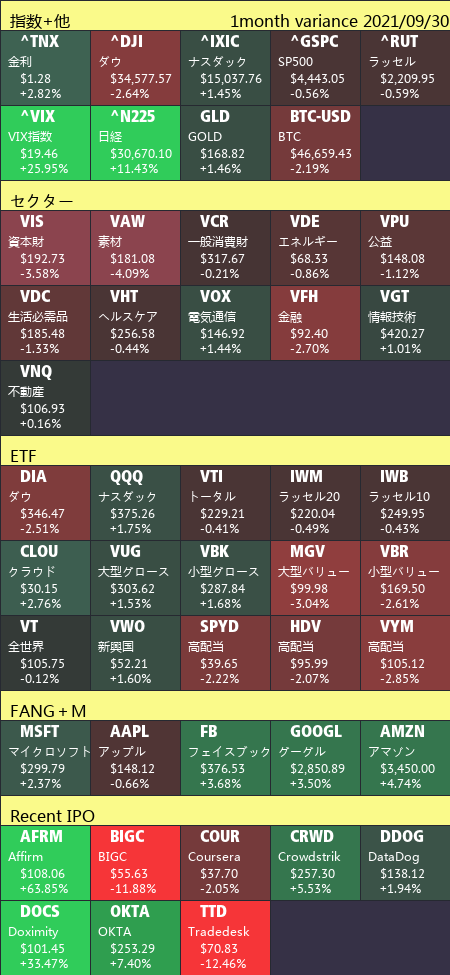 指数+他 1month variance 2021/09/30
^TNX ^DJI ^IXIC ^GSPC ^RUT
金利 ダウ ナスダック SP500 ラッセル
$1.28 $34,577.57 $15,037.76 $4,443.05 $2,209.95
+2.82% -2.64% +1.45% -0.56% -0.59%
^VIX ^N225 GLD BTC-USD
VIX指数 日経 GOLD BTC
$19.46 $30,670.10 $168.82 $46,659.43
+25.95% +11.43% +1.46% -2.19%
セクター
VIS VAW VCR VDE VPU
資本財 素材 一般消費財 エネルギー 公益
$192.73 $181.08 $317.67 $68.33 $148.08
-3.58% -4.09% -0.21% -0.86% -1.12%
VDC VHT VOX VFH VGT
生活必需品 ヘルスケア 電気通信 金融 情報技術
$185.48 $256.58 $146.92 $92.40 $420.27
-1.33% -0.44% +1.44% -2.70% +1.01%
VNQ
不動産
$106.93
+0.16%
ETF
DIA QQQ VTI IWM IWB
ダウ ナスダック トータル ラッセル20 ラッセル10
$346.47 $375.26 $229.21 $220.04 $249.95
-2.51% +1.75% -0.41% -0.49% -0.43%
CLOU VUG VBK MGV VBR
クラウド 大型グロース 小型グロース 大型バリュー 小型バリュー
$30.15 $303.62 $287.84 $99.98 $169.50
+2.76% +1.53% +1.68% -3.04% -2.61%
VT VWO SPYD HDV VYM
全世界 新興国 高配当 高配当 高配当
$105.75 $52.21 $39.65 $95.99 $105.12
-0.12% +1.60% -2.22% -2.07% -2.85%
FANG+M
MSFT AAPL FB GOOGL AMZN
マイクロソフト アップル フェイスブック グーグル アマゾン
$299.79 $148.12 $376.53 $2,850.89 $3,450.00
+2.37% -0.66% +3.68% +3.50% +4.74%
Recent IPO
AFRM BIGC COUR CRWD DDOG
Affirm BIGC Coursera Crowdstrik DataDog
$108.06 $55.63 $37.70 $257.30 $138.12
+63.85% -11.88% -2.05% +5.53% +1.94%
DOCS OKTA TTD
Doximity OKTA Tradedesk
$101.45 $253.29 $70.83
+33.47% +7.40% -12.46%